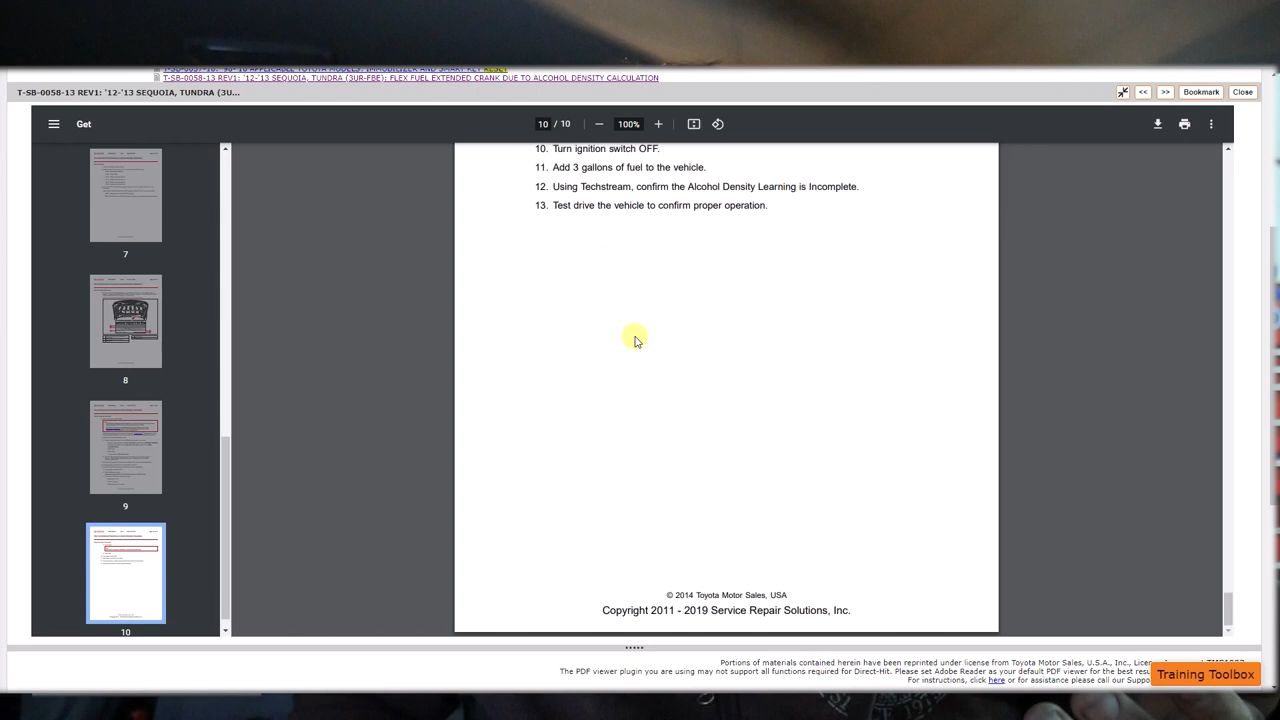 T-SB-0058-13 REV1: '12-'13 SEQUOIA, TUNDRA (3UR-FBE): FLEX FUEL EXTENDED CRANK DUE TO ALCOHOL DENSITY CALCULATION
T-SB-0058-13 REV1: '12-'13 SEQUOIA, TUNDRA (3U...
<< >> Bookmark Close
Get
10 / 10
100%
10. Turn ignition switch OFF.
11. Add 3 gallons of fuel to the vehicle.
12. Using Techstream, confirm the Alcohol Density Learning is Incomplete.
13. Test drive the vehicle to confirm proper operation.
7
8
9
10
© 2014 Toyota Motor Sales, USA
Copyright 2011 - 2019 Service Repair Solutions, Inc.
Portions of materials contained herein have been reprinted under license from Toyota Motor Sales, U.S.A., Inc.,
The PDF viewer plugin you are using may not support all functions required for Direct-Hit. Please set Adobe Reader as your default PDF viewer for the best
For instructions, click here or for assistance please call our
Training Toolbox